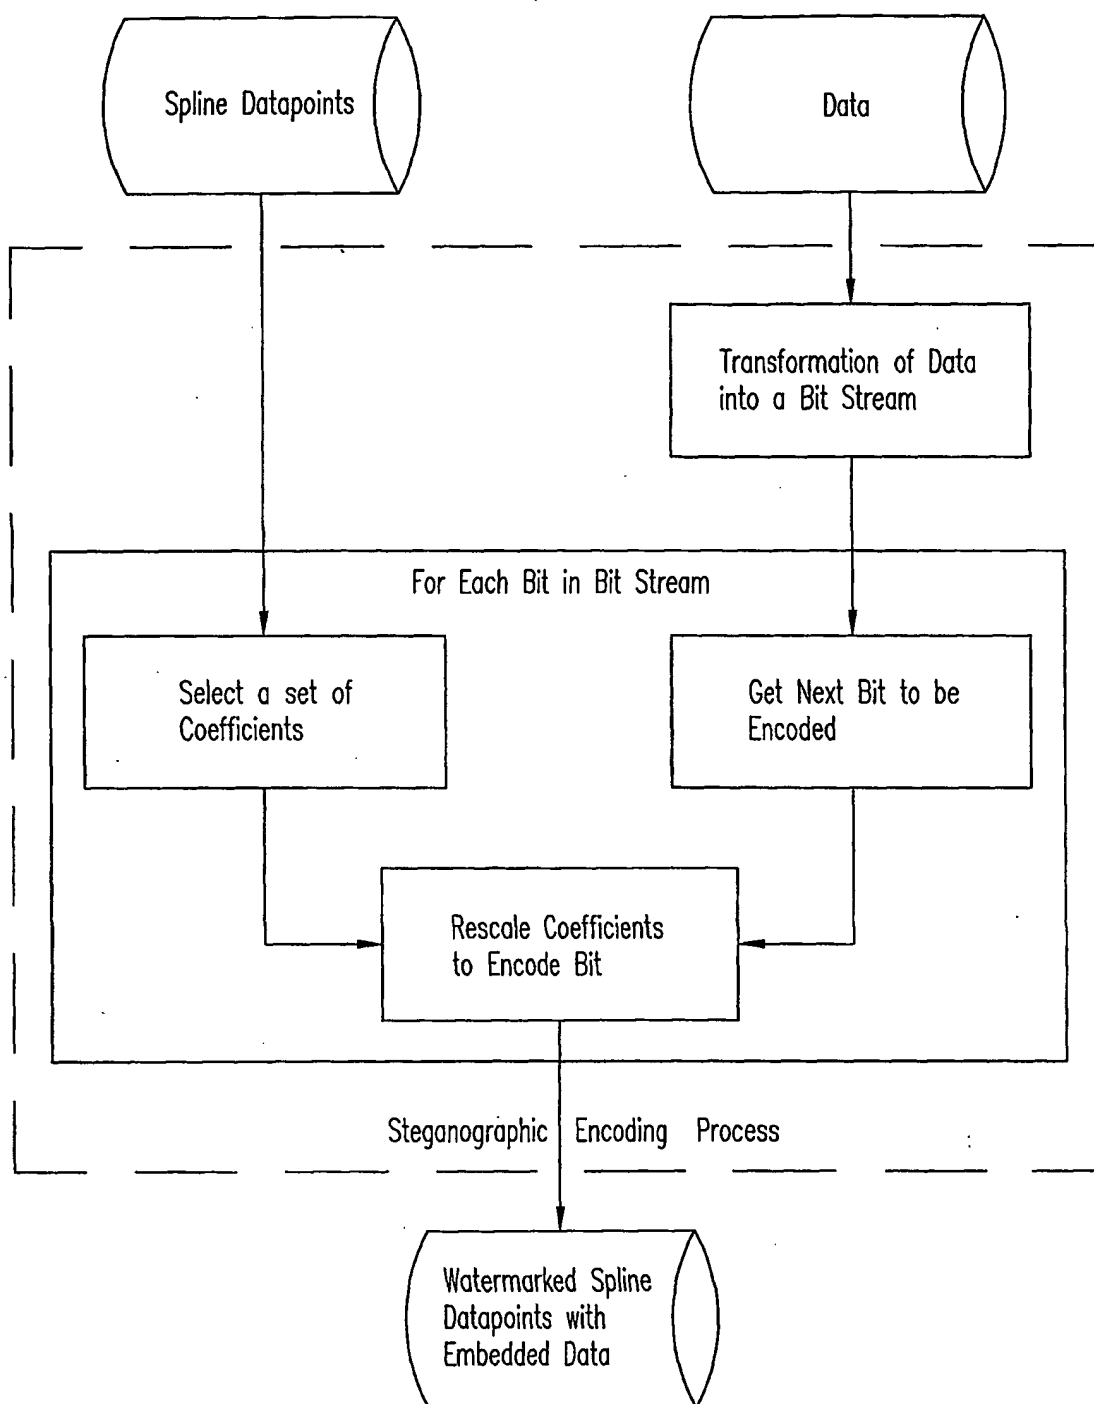 Spline Datapoints
Data
Transformation of Data
into a Bit Stream
For Each Bit in Bit Stream
Select a set of
Coefficients
Get Next Bit to be
Encoded
Rescale Coefficients
to Encode Bit
Steganographic Encoding Process
Watermarked Spline
Datapoints with
Embedded Data